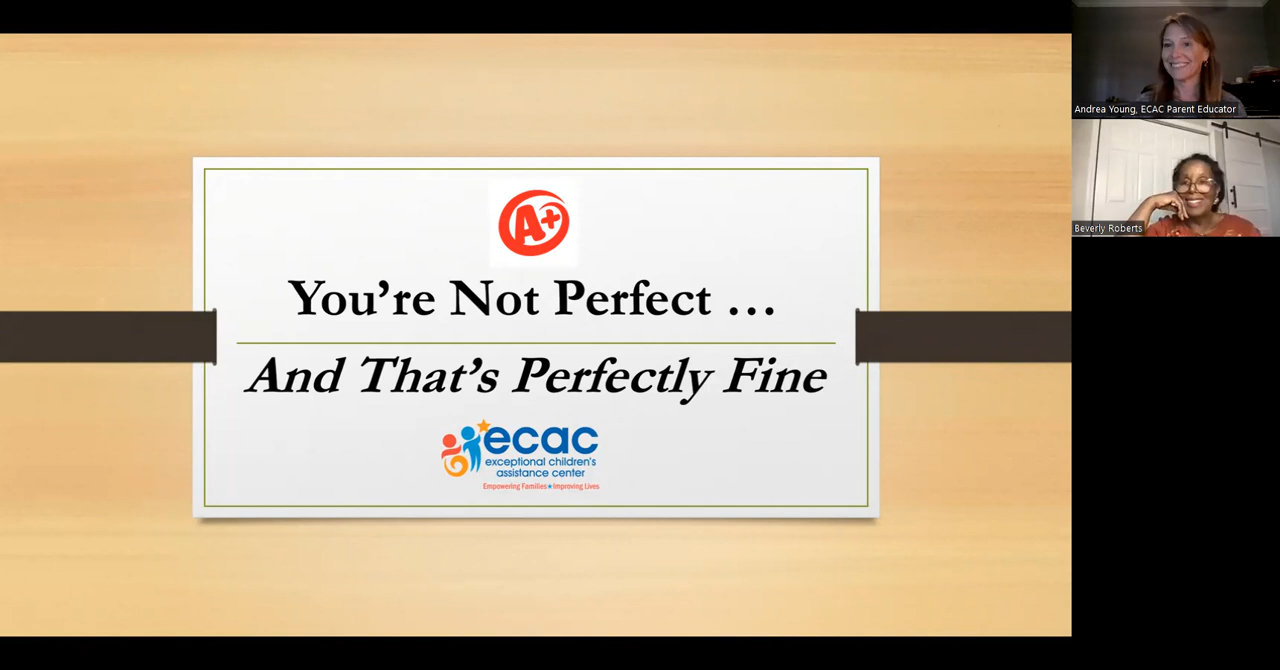 A+
You’re Not Perfect …
And That’s Perfectly Fine
ecac
exceptional children's
assistance center
Empowering Families★Improving Lives
Andrea Young, ECAC Parent Educator
Beverly Roberts